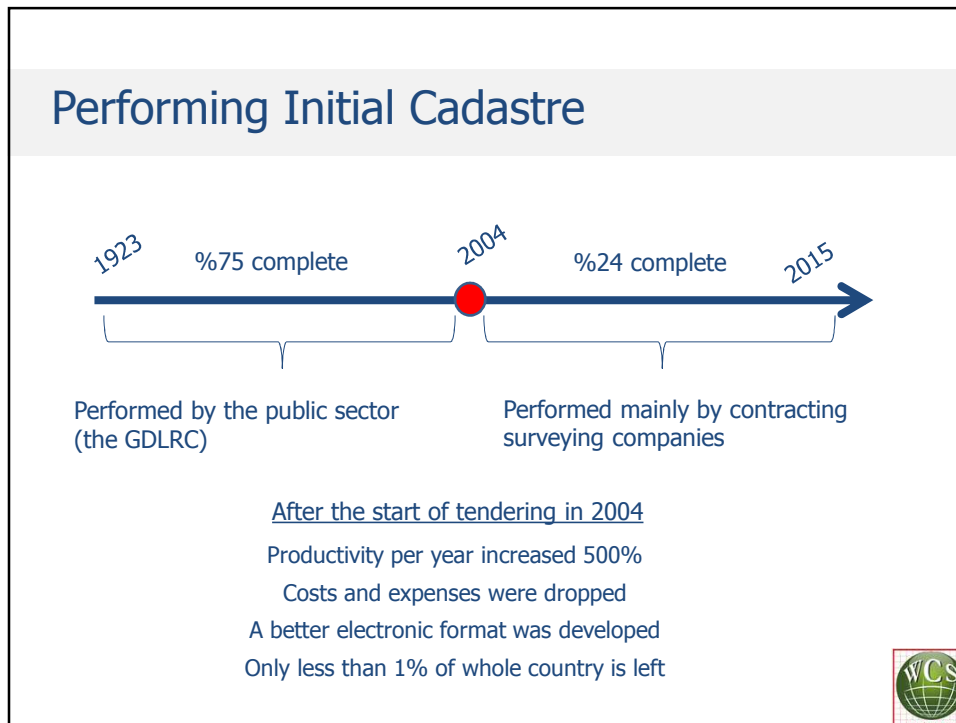 Performing Initial Cadastre
1923
%75 complete
2004
%24 complete
2015
Performed by the public sector
(the GDLRC)
Performed mainly by contracting
surveying companies
After the start of tendering in 2004
Productivity per year increased 500%
Costs and expenses were dropped
A better electronic format was developed
Only less than 1% of whole country is left
WCS